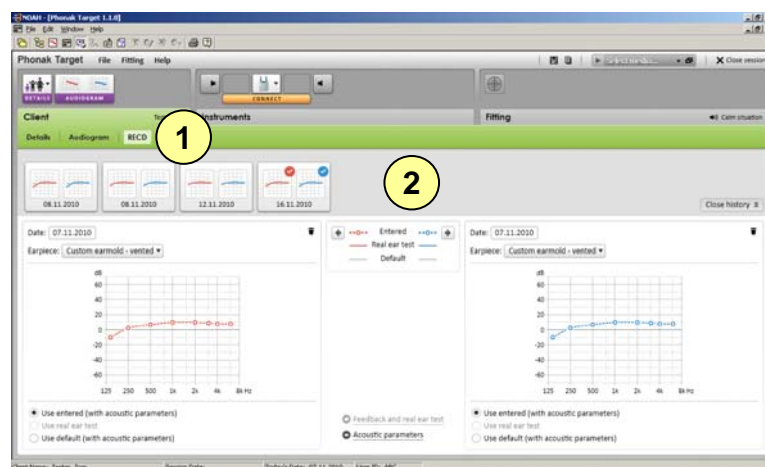 NOAH - [Phonak Target 1.1.0]
File Edit Window Help
Phonak Target File Fitting Help
Close session
DETAILS AUDIOGRAM
CONNECT
Client Instruments Fitting Calm situation
Details Audiogram RECD
1
2
08.11.2010 08.11.2010 12.11.2010 16.11.2010
Close history
Date: 07.11.2010
Earpiece: Custom earmold - vented
dB
60
40
20
0
-20
-40
-60
125 250 500 1k 2k 4k 8k Hz
Use entered (with acoustic parameters)
Use real ear test
Use default (with acoustic parameters)
Entered
Real ear test
Default
Feedback and real ear test
Acoustic parameters
Date: 07.11.2010
Earpiece: Custom earmold - vented
dB
60
40
20
0
-20
-40
-60
125 250 500 1k 2k 4k 8k Hz
Use entered (with acoustic parameters)
Use real ear test
Use default (with acoustic parameters)